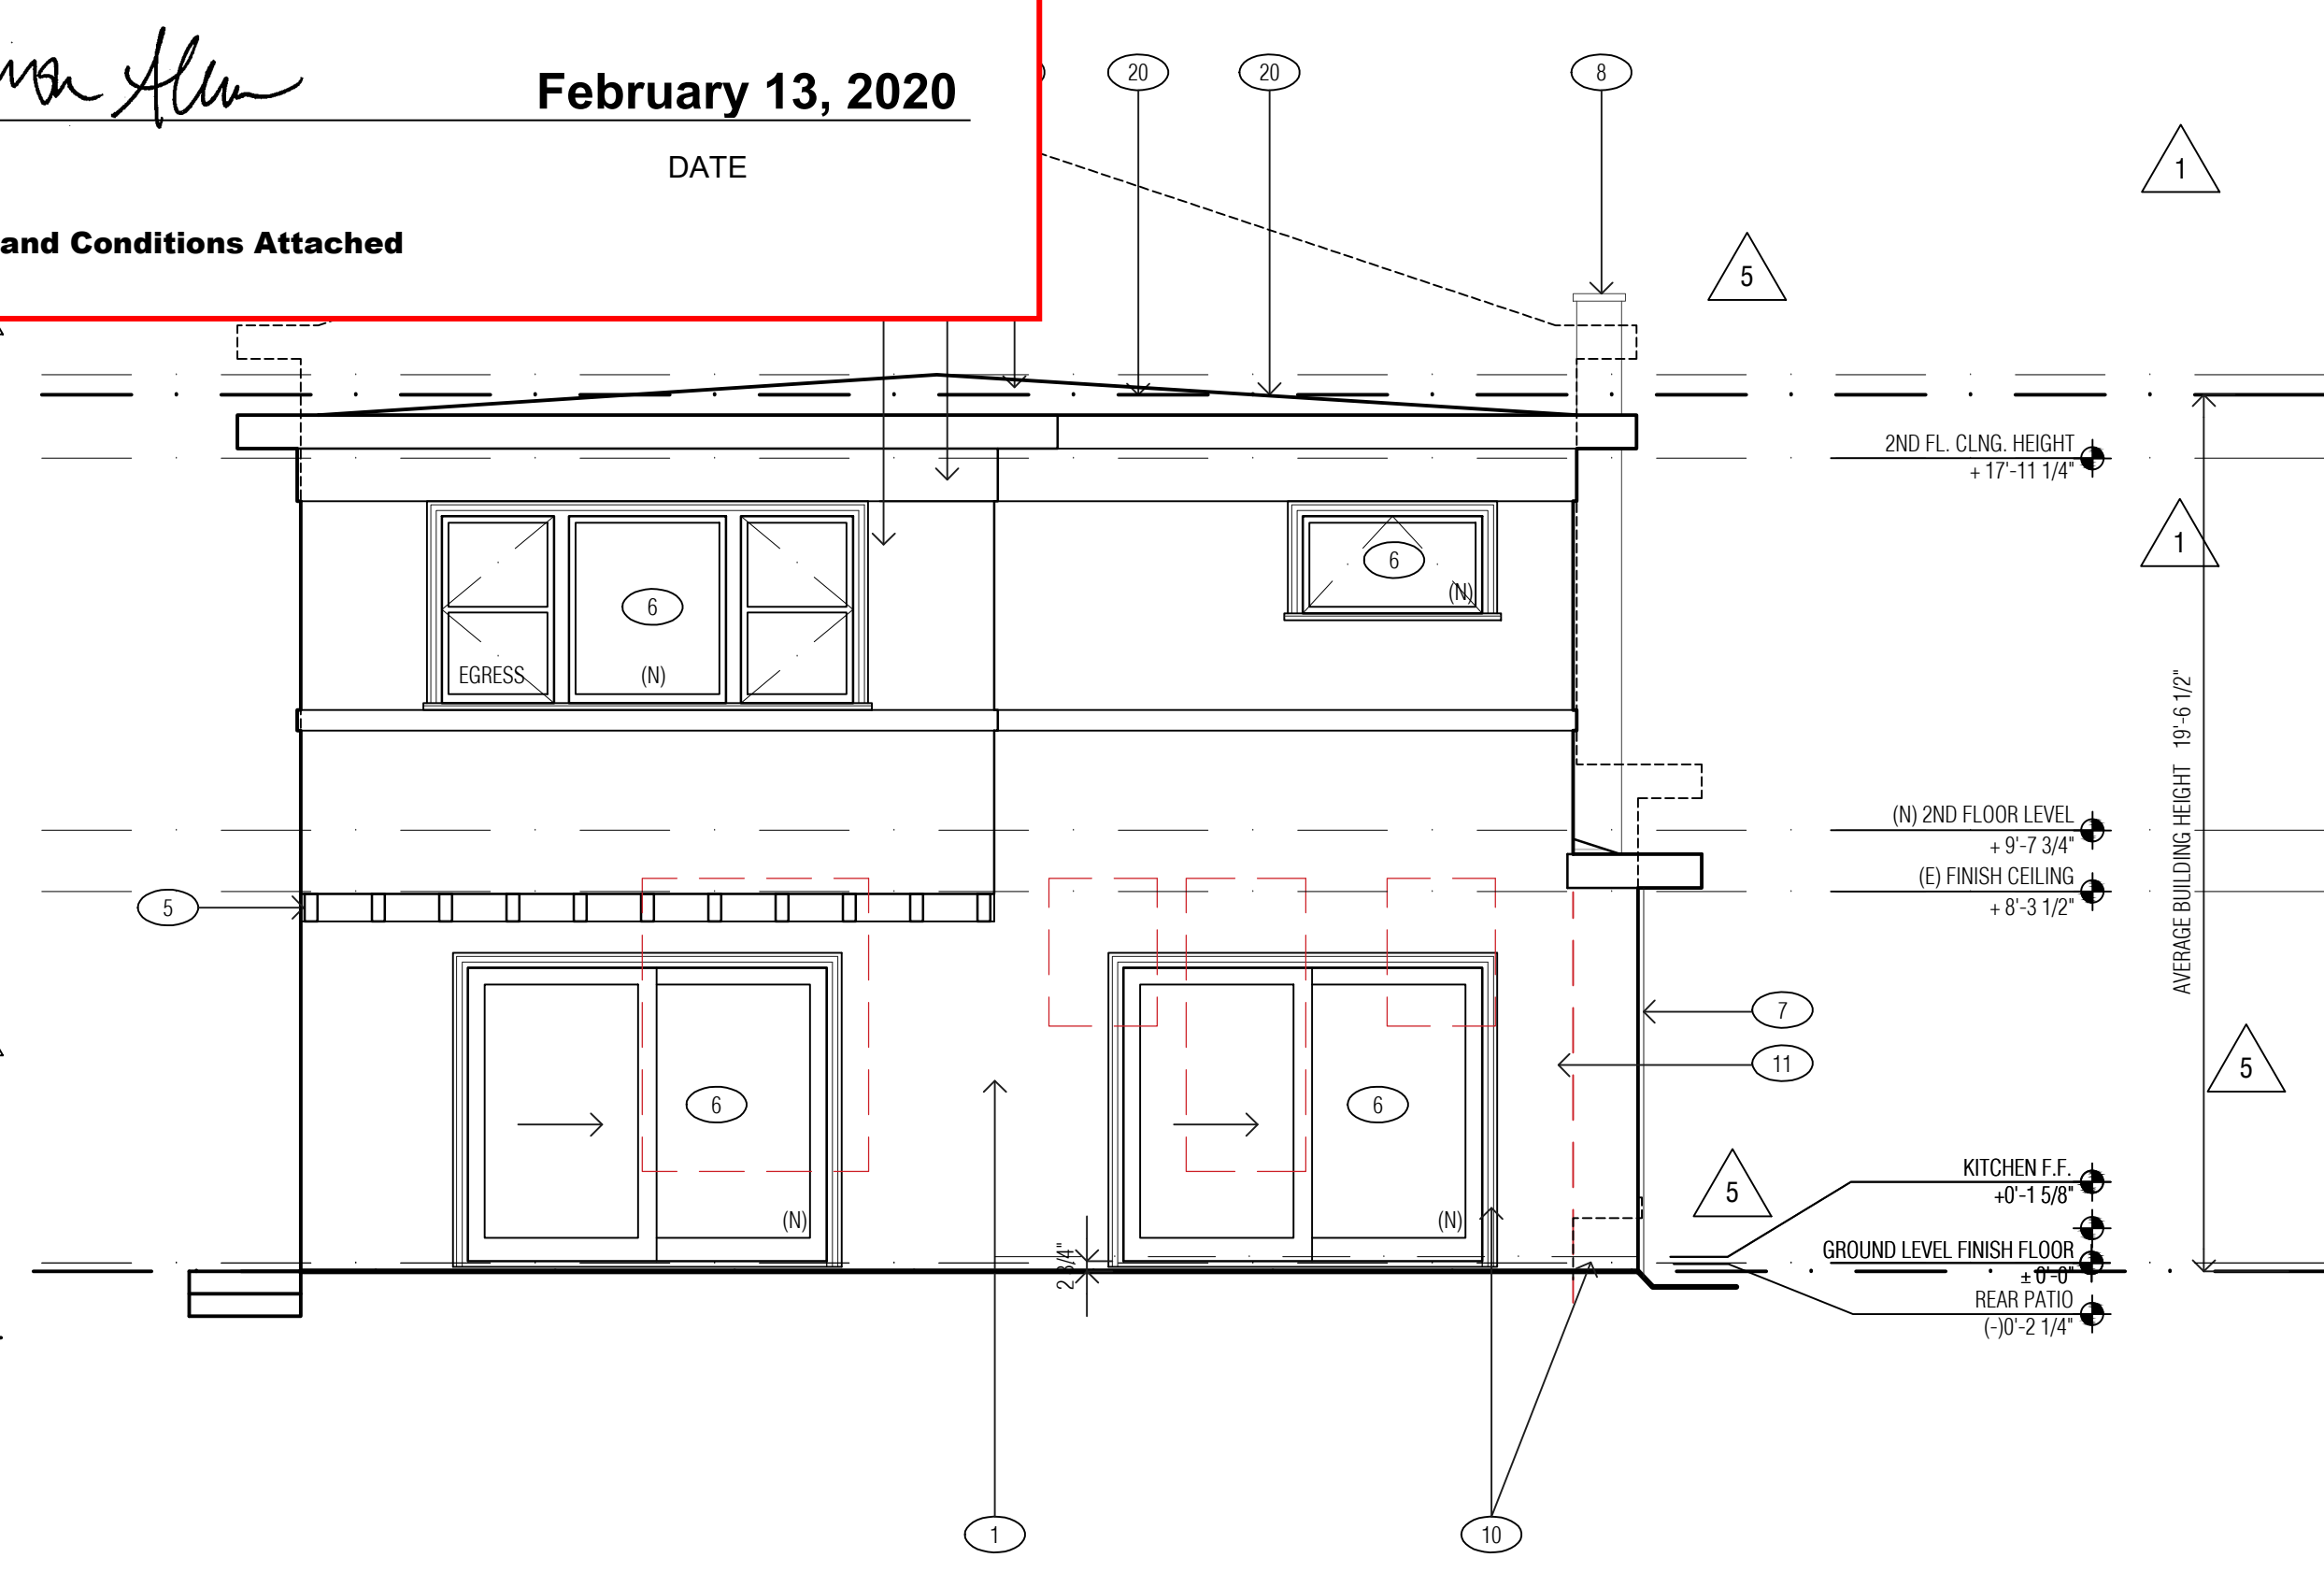 February 13, 2020
DATE
and Conditions Attached
20
20
8
1
5
2ND FL. CLNG. HEIGHT
+ 17'-11 1/4"
1
6
6
(N)
EGRESS
(N)
AVERAGE BUILDING HEIGHT 19'-6 1/2"
(N) 2ND FLOOR LEVEL
+ 9'-7 3/4"
(E) FINISH CEILING
+ 8'-3 1/2"
5
7
11
5
6
6
KITCHEN F.F.
+0'-1 5/8"
5
(N)
(N)
2 3/4"
GROUND LEVEL FINISH FLOOR
± 0'-0"
REAR PATIO
(-)0'-2 1/4"
1
10